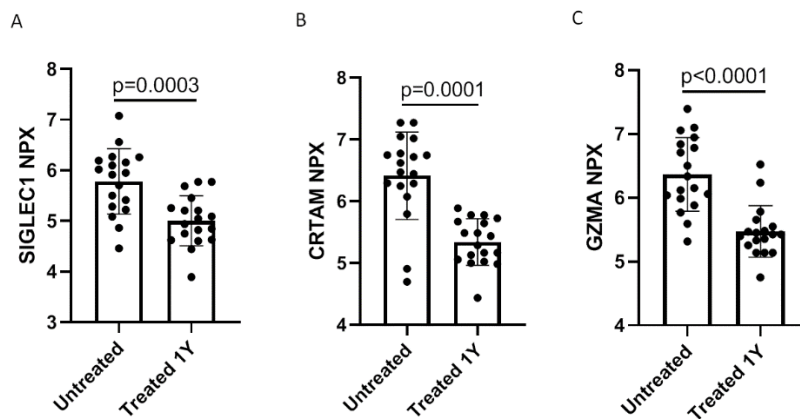 A
SIGLEC1 NPX
8
7
6
5
4
3
p=0.0003
Untreated
Treated 1Y
B
CRTAM NPX
8
7
6
5
4
p=0.0001
Untreated
Treated 1Y
C
GZMA NPX
8
7
6
5
4
p<0.0001
Untreated
Treated 1Y